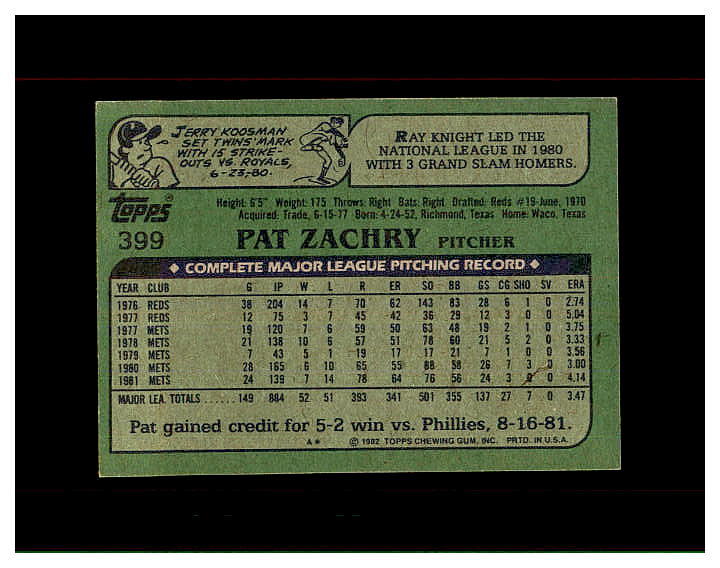 JERRY KOOSMAN
SET TWINS' MARK
WITH 15 STRIKE-
OUTS VS. ROYALS,
6-23-80.
RAY KNIGHT LED THE
NATIONAL LEAGUE IN 1980
WITH 3 GRAND SLAM HOMERS.
TOPPS
399
Height: 6'5" Weight: 175 Throws: Right Bats: Right Drafted: Reds #19-June, 1970
Acquired: Trade, 6-15-77 Born: 4-24-52, Richmond, Texas Home: Waco, Texas
PAT ZACHRY PITCHER
◆ COMPLETE MAJOR LEAGUE PITCHING RECORD ◆
YEAR CLUB G IP W L R ER SO BB GS CG SHO SV ERA
1976 REDS 38 204 14 7 70 62 143 83 28 6 1 0 2.74
1977 REDS 12 75 3 7 45 42 36 29 12 3 0 0 5.04
1977 METS 19 120 7 6 59 50 63 48 19 2 1 0 3.75
1978 METS 21 138 10 6 57 51 78 60 21 5 2 0 3.33
1979 METS 7 43 5 1 19 17 17 21 7 1 0 0 3.56
1980 METS 28 165 6 10 65 55 88 58 26 7 3 0 3.00
1981 METS 24 139 7 14 78 64 76 56 24 3 0 0 4.14
MAJOR LEA. TOTALS ...... 149 884 52 51 393 341 501 355 137 27 7 0 3.47
Pat gained credit for 5-2 win vs. Phillies, 8-16-81.
A* © 1982 TOPPS CHEWING GUM, INC. PRTD. IN U.S.A.